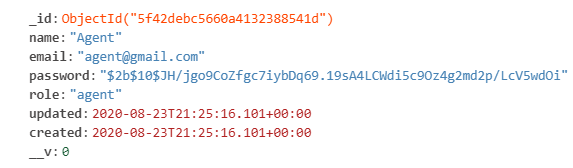 _id: ObjectId("5f42debc5660a4132388541d")
name: "Agent"
email: "agent@gmail.com"
password: "$2b$10$JH/jgo9CoZfgc7iybDq69.19sA4LCWdi5c9Oz4g2md2p/LcV5wdOi"
role: "agent"
updated: 2020-08-23T21:25:16.101+00:00
created: 2020-08-23T21:25:16.101+00:00
__v: 0